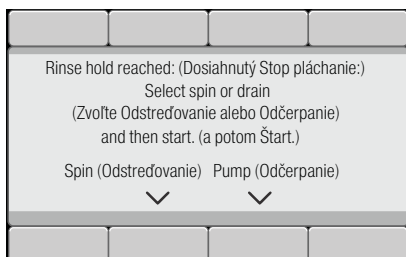 Rinse hold reached: (Dosiahnutý Stop pláchanie:)
Select spin or drain
(Zvoľte Odstreďovanie alebo Odčerpanie)
and then start. (a potom Štart.)
Spin (Odstreďovanie) Pump (Odčerpanie)